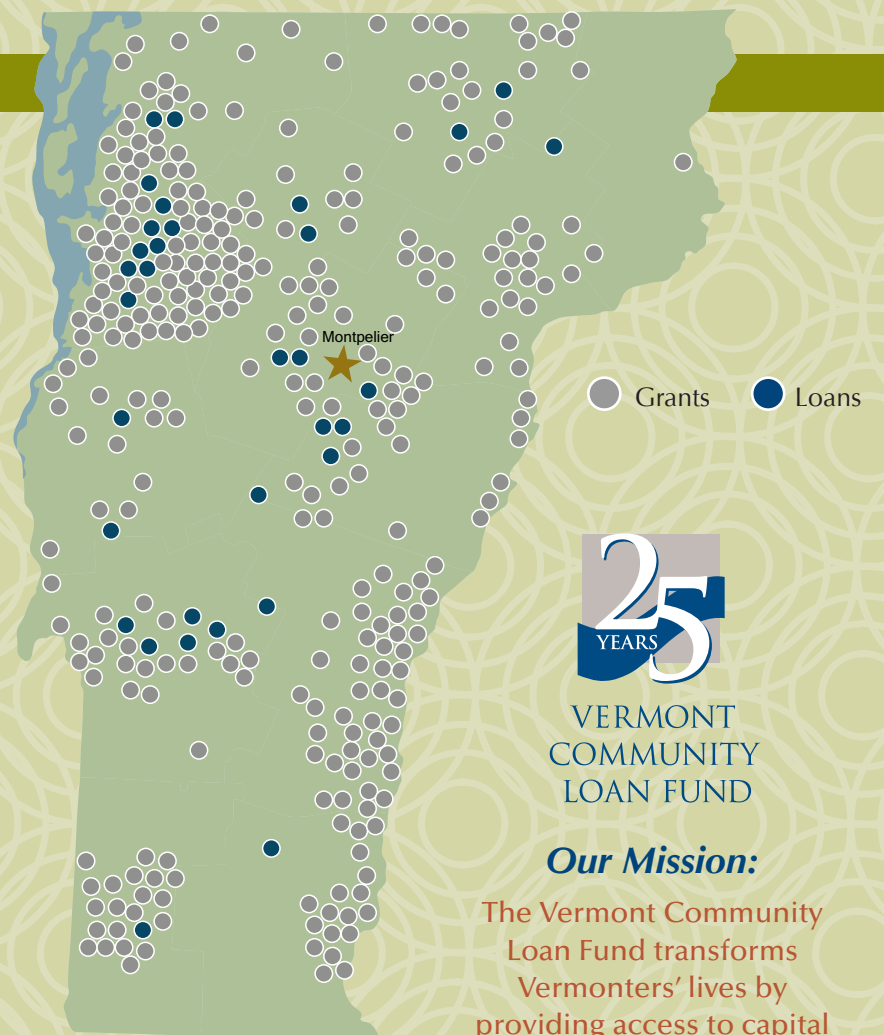 Montpelier
Grants
Loans
25
YEARS
VERMONT
COMMUNITY
LOAN FUND
Our Mission:
The Vermont Community
Loan Fund transforms
Vermonters’ lives by
providing access to capital